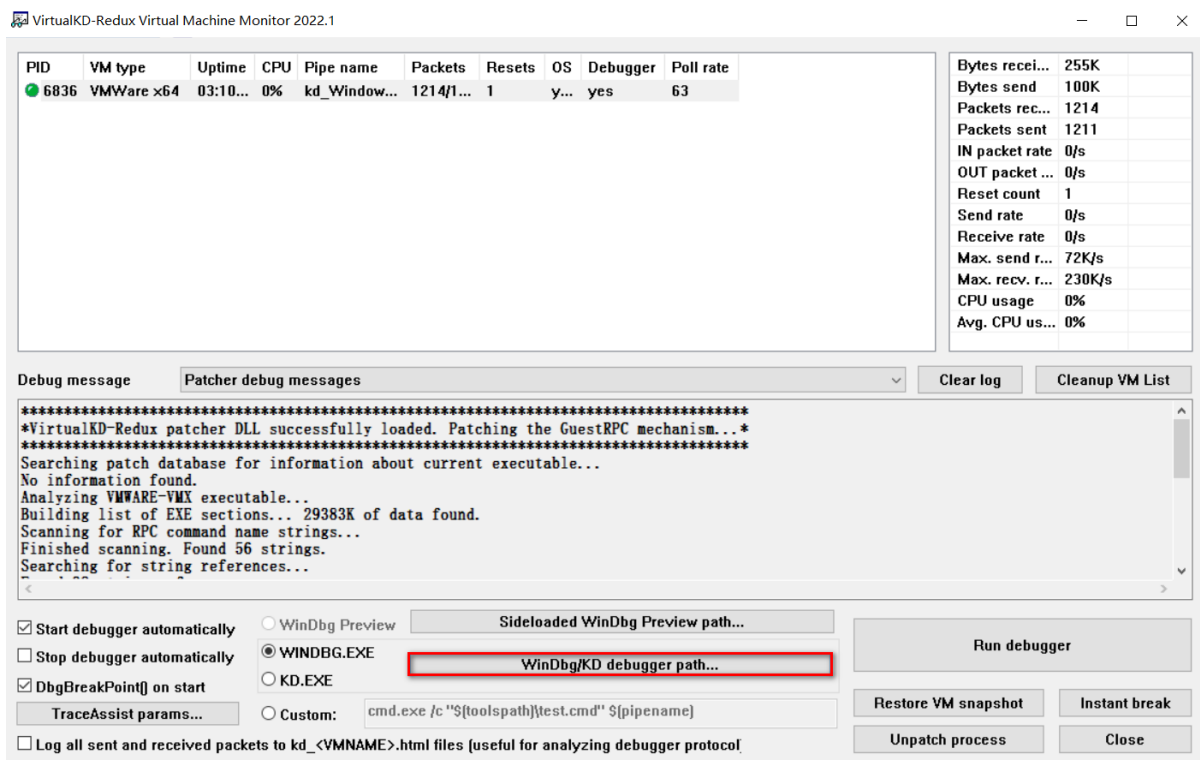 VirtualKD-Redux Virtual Machine Monitor 2022.1
PID VM type Uptime CPU Pipe name Packets Resets OS Debugger Poll rate
6836 VMWare x64 03:10... 0% kd_Window... 1214/1... 1 y... yes 63
Bytes recei... 255K
Bytes send 100K
Packets rec... 1214
Packets sent 1211
IN packet rate 0/s
OUT packet ... 0/s
Reset count 1
Send rate 0/s
Receive rate 0/s
Max. send r... 72K/s
Max. recv. r... 230K/s
CPU usage 0%
Avg. CPU us... 0%
Debug message Patcher debug messages Clear log Cleanup VM List
*********************************************************************************
*VirtualKD-Redux patcher DLL successfully loaded. Patching the GuestRPC mechanism...*
*********************************************************************************
Searching patch database for information about current executable...
No information found.
Analyzing VMWARE-VMX executable...
Building list of EXE sections... 29383K of data found.
Scanning for RPC command name strings...
Finished scanning. Found 56 strings.
Searching for string references...
Start debugger automatically
Stop debugger automatically
DbgBreakPoint() on start
TraceAssist params...
WinDbg Preview
WINDBG.EXE
KD.EXE
Custom:
Sideloaded WinDbg Preview path...
WinDbg/KD debugger path...
cmd.exe /c "$(toolspath)\test.cmd" $(pipename)
Run debugger
Restore VM snapshot Instant break
Unpatch process Close
Log all sent and received packets to kd_<VMNAME>.html files (useful for analyzing debugger protocol